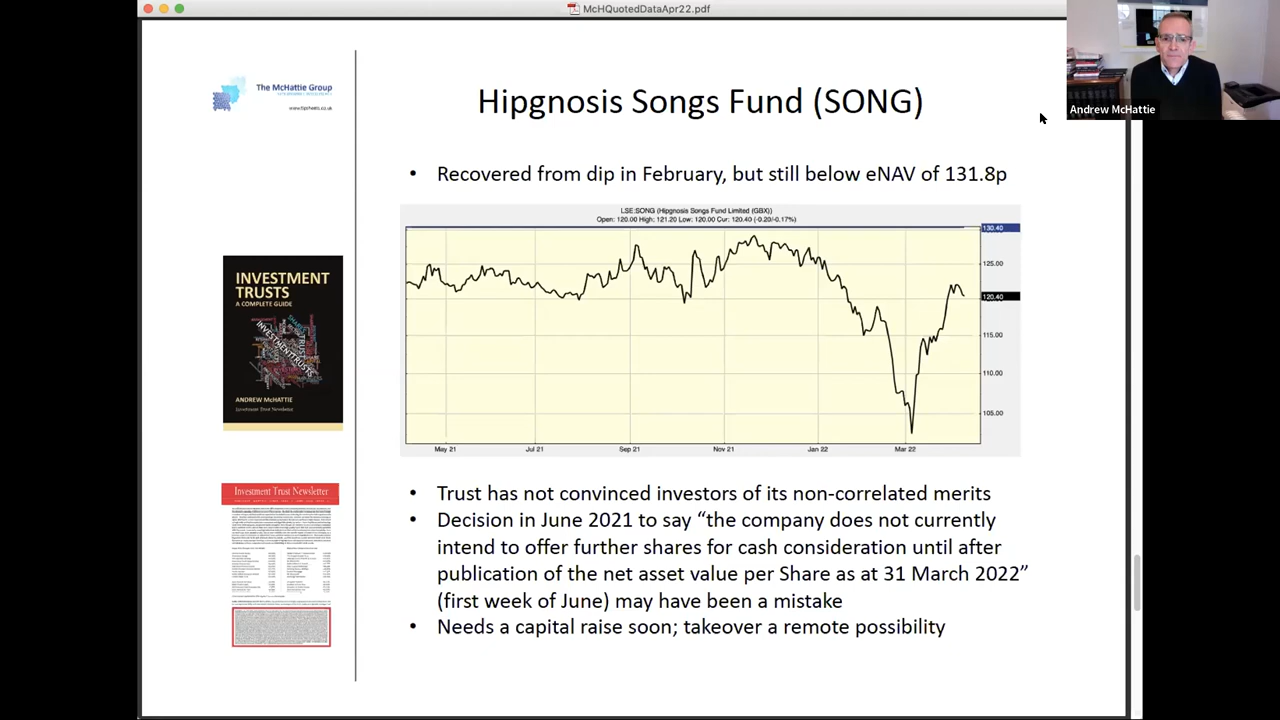 McHQuotedDataApr22.pdf
The McHattie Group
Andrew McHattie
Hipgnosis Songs Fund (SONG)
• Recovered from dip in February, but still below eNAV of 131.8p
LSE:SONG (Hipgnosis Songs Fund Limited (GBX))
Open: 120.00 High: 121.20 Low: 120.00 Cur: 120.40 (-0.20/-0.17%)
130.40
125.00
120.40
115.00
110.00
105.00
May 21 Jul 21 Sep 21 Nov 21 Jan 22 Mar 22
INVESTMENT
TRUSTS
A COMPLETE GUIDE
INVESTMENTTRUSTS
ANDREW McHATTIE
Investment Trust Newsletter
Investment Trust Newsletter
• Trust has not convinced investors of its non-correlated merits
• Decision in June 2021 to say “the company does not currently
intend to offer further shares for cash consideration until after
publication of the net asset value per Share as at 31 March 2022”
(first week of June) may have been a mistake
• Needs a capital raise soon; takeover a remote possibility